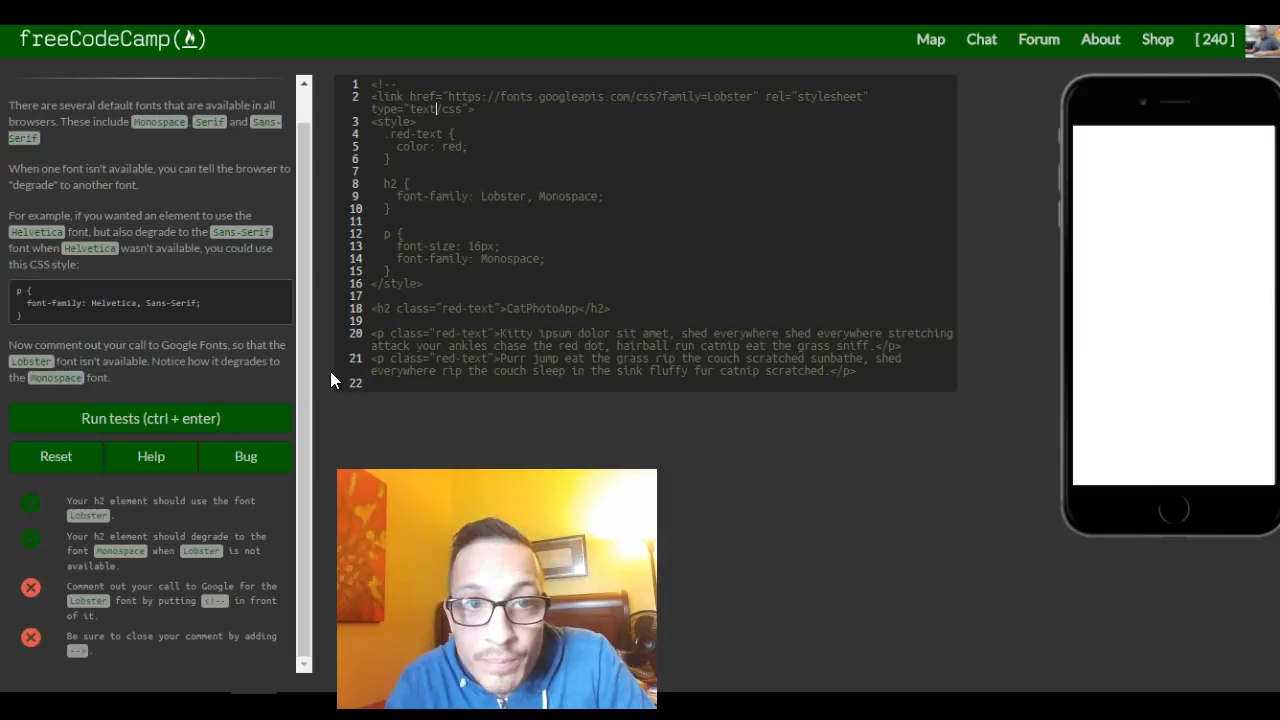 freeCodeCamp(
Map Chat Forum About Shop [ 240 ]
There are several default fonts that are available in all
browsers. These include Monospace, Serif and Sans-
Serif
When one font isn't available, you can tell the browser to
"degrade" to another font.
For example, if you wanted an element to use the
Helvetica font, but also degrade to the Sans-Serif
font when Helvetica wasn't available, you could use
this CSS style:
p {
font-family: Helvetica, Sans-Serif;
}
Now comment out your call to Google Fonts, so that the
Lobster font isn't available. Notice how it degrades to
the Monospace font.
Run tests (ctrl + enter)
Reset Help Bug
Your h2 element should use the font
Lobster.
Your h2 element should degrade to the
font Monospace when Lobster is not
available.
Comment out your call to Google for the
Lobster font by putting <!-- in front
of it.
Be sure to close your comment by adding
-->.
1 <!--
2 <link href="https://fonts.googleapis.com/css?family=Lobster" rel="stylesheet"
type="text/css">
3 <style>
4 .red-text {
5 color: red;
6 }
7
8 h2 {
9 font-family: Lobster, Monospace;
10 }
11
12 p {
13 font-size: 16px;
14 font-family: Monospace;
15 }
16 </style>
17
18 <h2 class="red-text">CatPhotoApp</h2>
19
20 <p class="red-text">Kitty ipsum dolor sit amet, shed everywhere shed everywhere stretching
attack your ankles chase the red dot, hairball run catnip eat the grass sniff.</p>
21 <p class="red-text">Purr jump eat the grass rip the couch scratched sunbathe, shed
everywhere rip the couch sleep in the sink fluffy fur catnip scratched.</p>
22